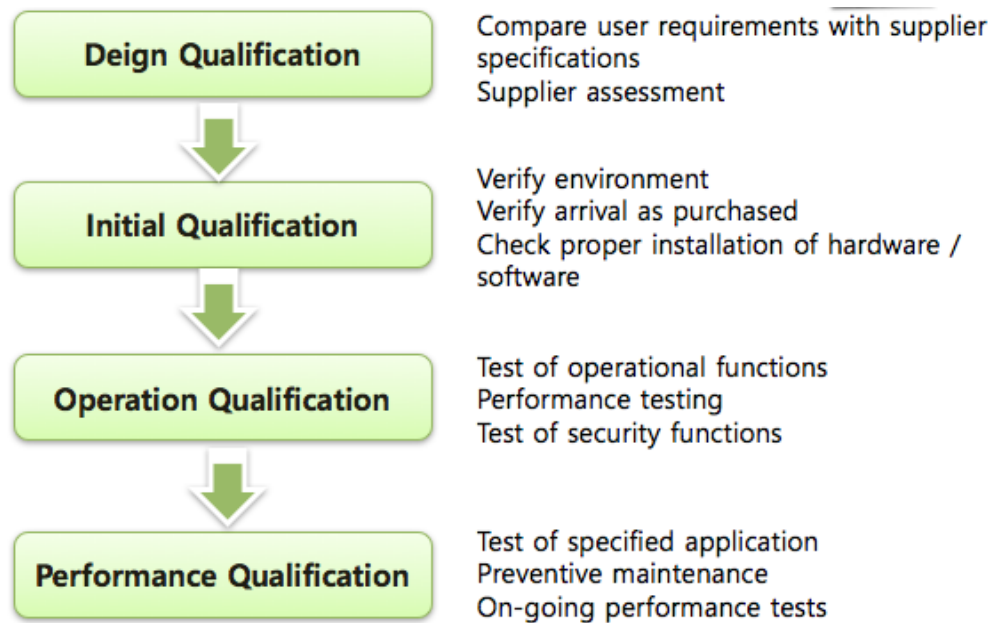 Deign Qualification
Compare user requirements with supplier
specifications
Supplier assessment
Initial Qualification
Verify environment
Verify arrival as purchased
Check proper installation of hardware /
software
Operation Qualification
Test of operational functions
Performance testing
Test of security functions
Performance Qualification
Test of specified application
Preventive maintenance
On-going performance tests